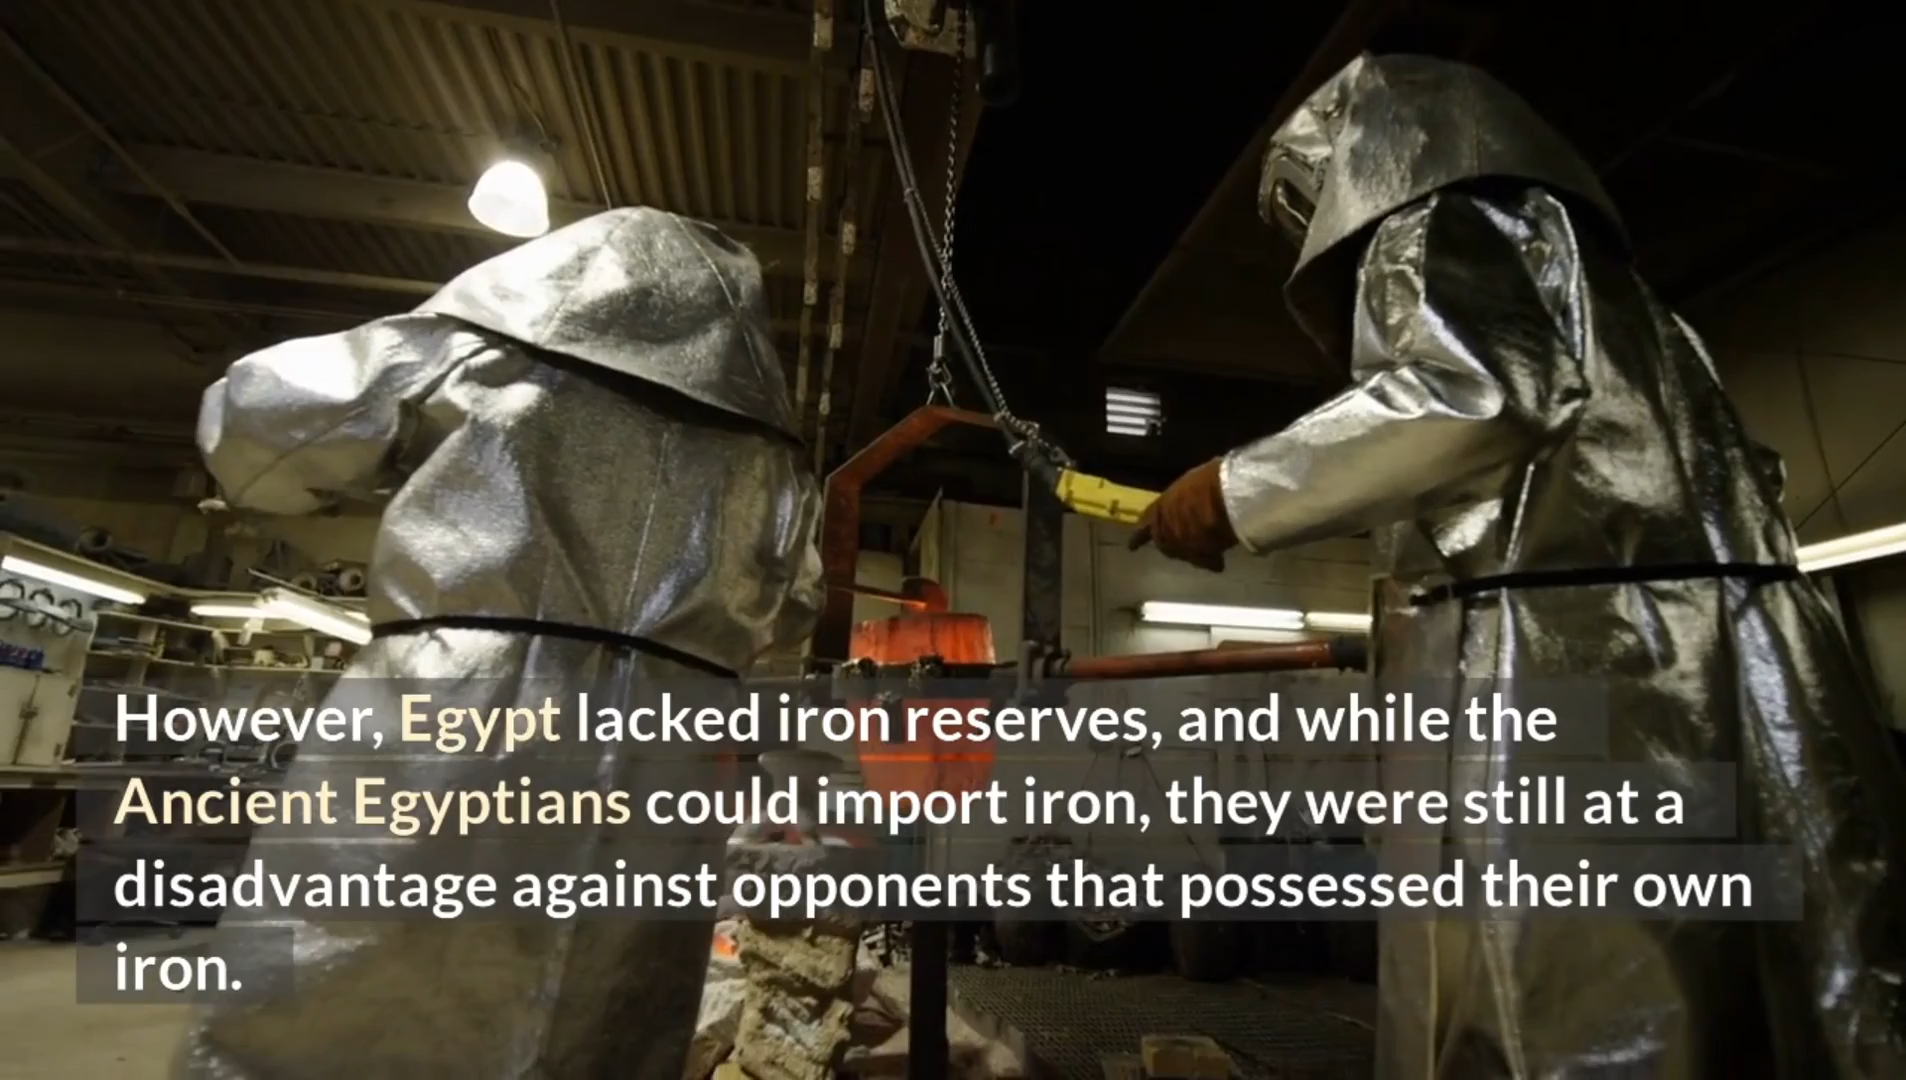 However, Egypt lacked iron reserves, and while the
Ancient Egyptians could import iron, they were still at a
disadvantage against opponents that possessed their own
iron.